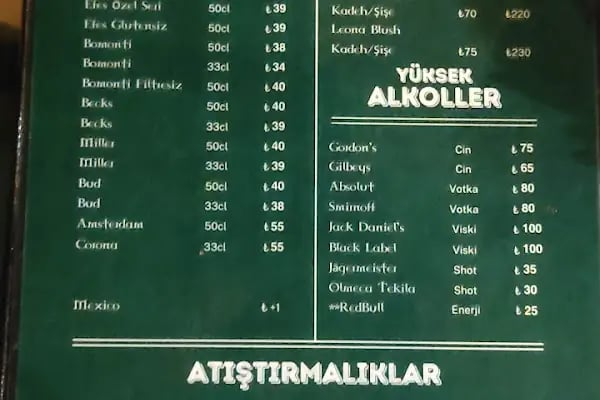 Efes Özel Seri 50cl ₺39
Efes Glutensiz 50cl ₺39
Bomonti 50cl ₺38
Bomonti 33cl ₺34
Bomonti Filtresiz 50cl ₺40
Becks 50cl ₺40
Becks 33cl ₺39
Miller 50cl ₺40
Miller 33cl ₺39
Bud 50cl ₺40
Bud 33cl ₺38
Amsterdam 50cl ₺55
Corona 33cl ₺55
Mexico ₺+1
Kadeh/Şişe ₺70 ₺220
Leona Blush
Kadeh/Şişe ₺75 ₺230
YÜKSEK
ALKOLLER
Gordon's Cin ₺75
Gilbeys Cin ₺65
Absolut Votka ₺80
Smirnoff Votka ₺80
Jack Daniel's Viski ₺100
Black Label Viski ₺100
Jägermeister Shot ₺35
Olmeca Tekila Shot ₺30
**RedBull Enerji ₺25
ATIŞTIRMALIKLAR